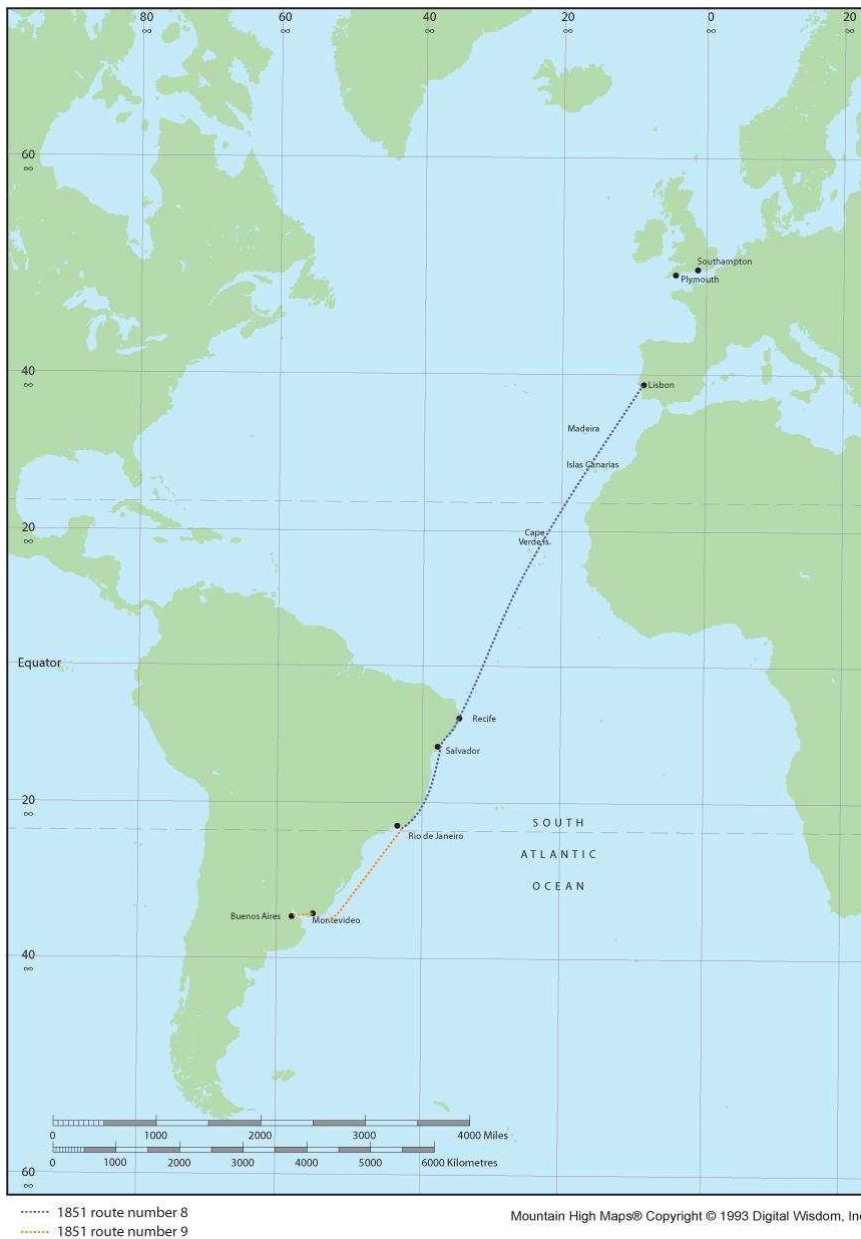 80 60 40 20 0 20
∞ ∞ ∞ ∞ ∞ ∞
60
∞
Southampton
Plymouth
40
∞
Lisbon
Madeira
Islas Canarias
20
∞
Cape
Verde Is.
Equator
Recife
Salvador
20
∞
SOUTH
Rio de Janeiro
ATLANTIC
OCEAN
Buenos Aires
Montevideo
40
∞
0 1000 2000 3000 4000 Miles
0 1000 2000 3000 4000 5000 6000 Kilometres
60
∞
1851 route number 8
Mountain High Maps® Copyright © 1993 Digital Wisdom, Inc
1851 route number 9